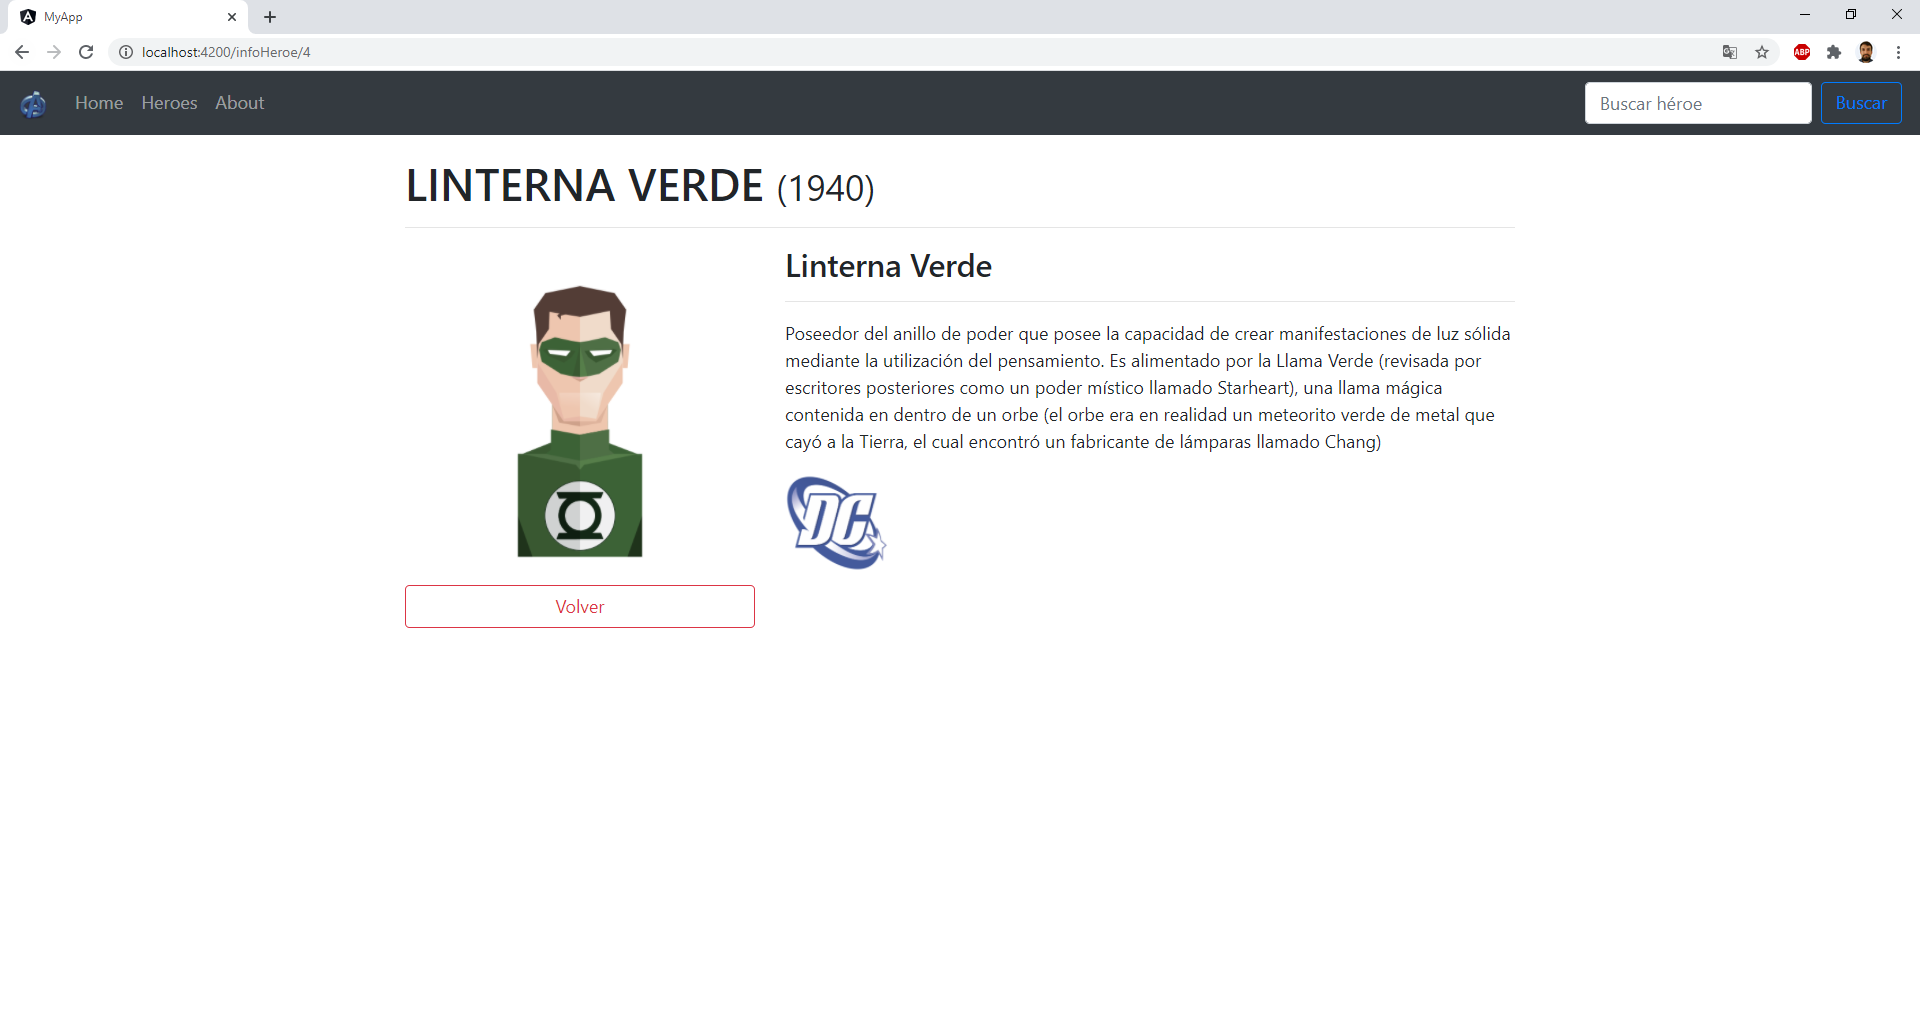 MyApp
localhost:4200/infoHeroe/4
ABP
Home Heroes About
Buscar héroe
Buscar
LINTERNA VERDE (1940)
Linterna Verde
Poseedor del anillo de poder que posee la capacidad de crear manifestaciones de luz sólida
mediante la utilización del pensamiento. Es alimentado por la Llama Verde (revisada por
escritores posteriores como un poder místico llamado Starheart), una llama mágica
contenida en dentro de un orbe (el orbe era en realidad un meteorito verde de metal que
cayó a la Tierra, el cual encontró un fabricante de lámparas llamado Chang)
DC
Volver